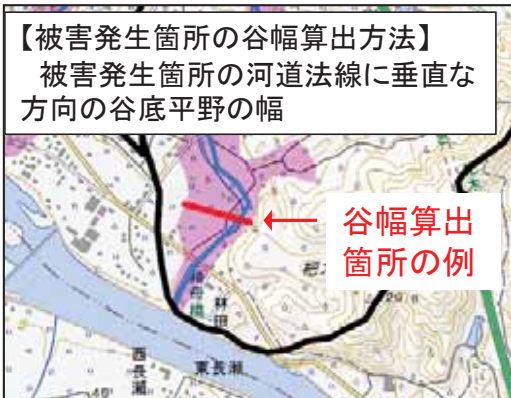 【被害発生箇所の谷幅算出方法】
被害発生箇所の河道法線に垂直な
方向の谷底平野の幅
谷幅算出
箇所の例
林田
東長瀬
西長瀬